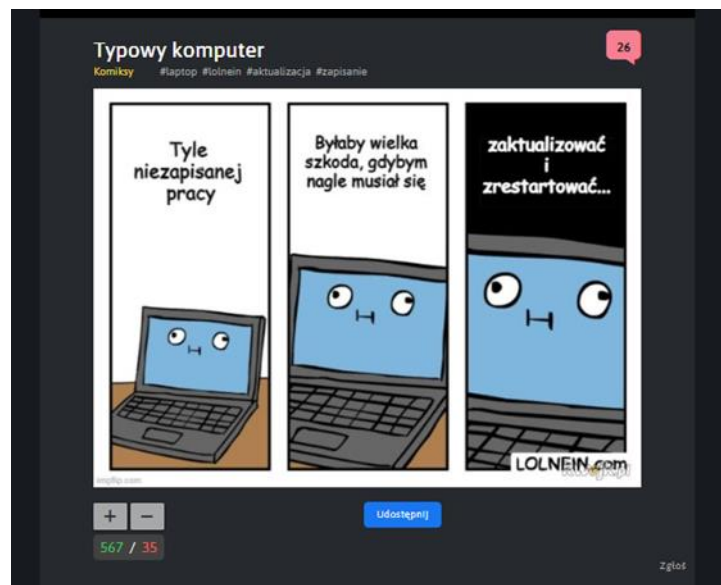 Typowy komputer
26
Komiksy #laptop #lolnein #aktualizacja #zapisanie
Tyle
niezapisanej
pracy
Byłaby wielka
szkoda, gdybym
nagle musiał się
zaktualizować
i
zrestartować...
LOLNEIN.com
imgflip.com
+ −
Udostępnij
567 / 35
Zgłoś